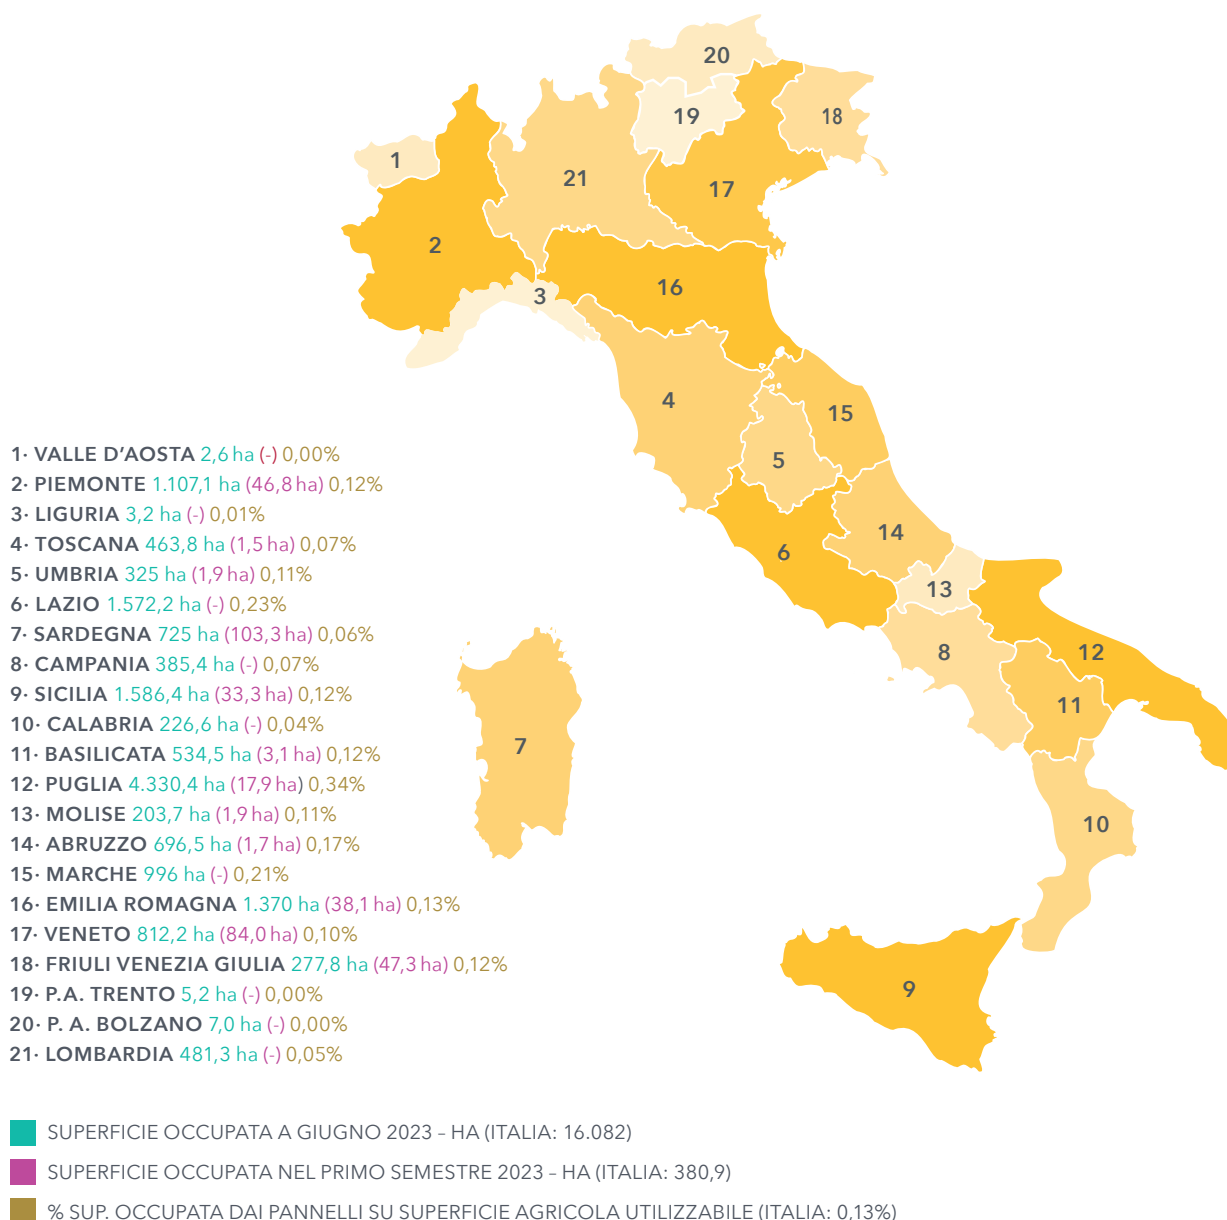 20
19
18
1
21
17
2
16
3
4
15
5
14
6
13
8
12
11
7
10
9
1· VALLE D'AOSTA 2,6 ha (-) 0,00%
2· PIEMONTE 1.107,1 ha (46,8 ha) 0,12%
3· LIGURIA 3,2 ha (-) 0,01%
4· TOSCANA 463,8 ha (1,5 ha) 0,07%
5· UMBRIA 325 ha (1,9 ha) 0,11%
6· LAZIO 1.572,2 ha (-) 0,23%
7· SARDEGNA 725 ha (103,3 ha) 0,06%
8· CAMPANIA 385,4 ha (-) 0,07%
9· SICILIA 1.586,4 ha (33,3 ha) 0,12%
10· CALABRIA 226,6 ha (-) 0,04%
11· BASILICATA 534,5 ha (3,1 ha) 0,12%
12· PUGLIA 4.330,4 ha (17,9 ha) 0,34%
13· MOLISE 203,7 ha (1,9 ha) 0,11%
14· ABRUZZO 696,5 ha (1,7 ha) 0,17%
15· MARCHE 996 ha (-) 0,21%
16· EMILIA ROMAGNA 1.370 ha (38,1 ha) 0,13%
17· VENETO 812,2 ha (84,0 ha) 0,10%
18· FRIULI VENEZIA GIULIA 277,8 ha (47,3 ha) 0,12%
19· P.A. TRENTO 5,2 ha (-) 0,00%
20· P. A. BOLZANO 7,0 ha (-) 0,00%
21· LOMBARDIA 481,3 ha (-) 0,05%
SUPERFICIE OCCUPATA A GIUGNO 2023 – HA (ITALIA: 16.082)
SUPERFICIE OCCUPATA NEL PRIMO SEMESTRE 2023 – HA (ITALIA: 380,9)
% SUP. OCCUPATA DAI PANNELLI SU SUPERFICIE AGRICOLA UTILIZZABILE (ITALIA: 0,13%)